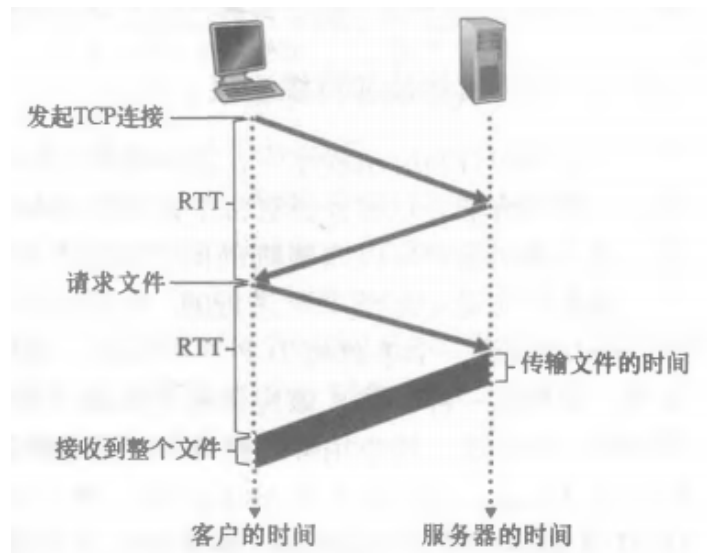 发起TCP连接
RTT
请求文件
RTT
传输文件的时间
接收到整个文件
客户的时间
服务器的时间